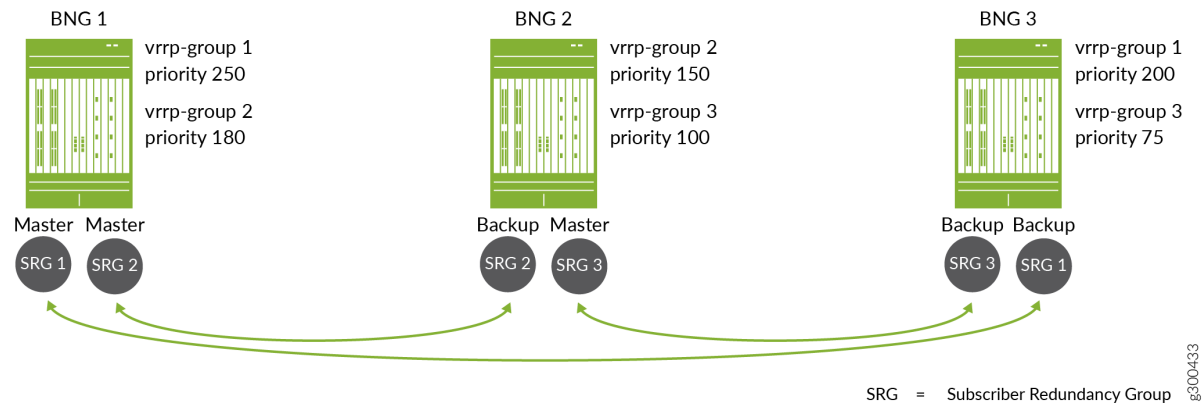 BNG 1
vrrp-group 1
priority 250
vrrp-group 2
priority 180
Master Master
SRG 1 SRG 2
BNG 2
vrrp-group 2
priority 150
vrrp-group 3
priority 100
Backup Master
SRG 2 SRG 3
BNG 3
vrrp-group 1
priority 200
vrrp-group 3
priority 75
Backup Backup
SRG 3 SRG 1
SRG = Subscriber Redundancy Group
g300433